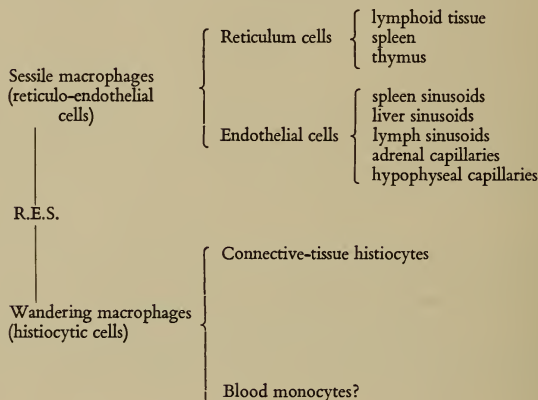 Sessile macrophages
(reticulo-endothelial
cells)
Reticulum cells
lymphoid tissue
spleen
thymus
Endothelial cells
spleen sinusoids
liver sinusoids
lymph sinusoids
adrenal capillaries
hypophyseal capillaries
R.E.S.
Wandering macrophages
(histiocytic cells)
Connective-tissue histiocytes
Blood monocytes?